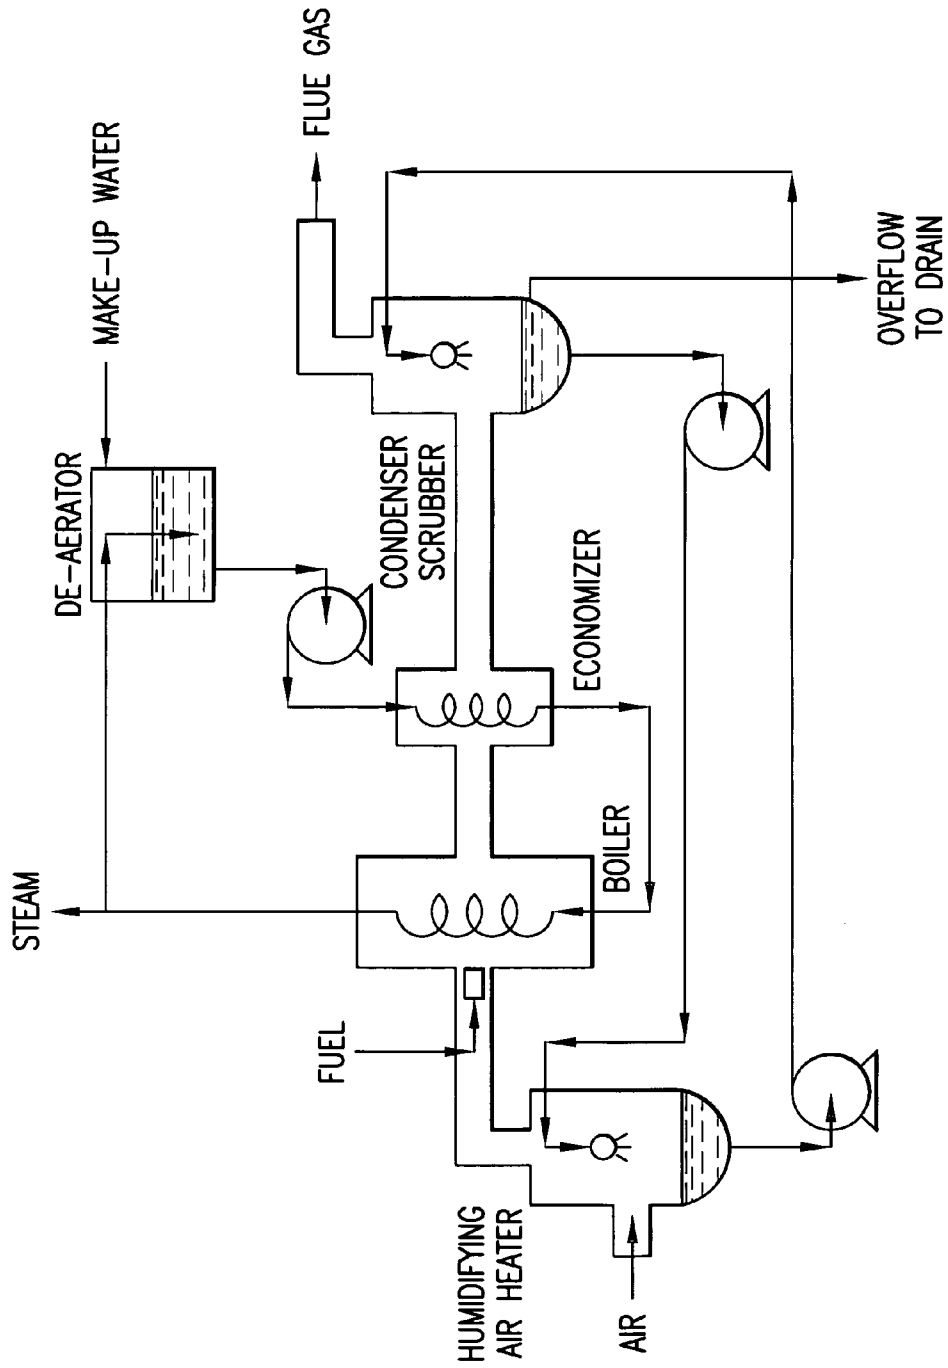 STEAM
DE-AERATOR
MAKE-UP WATER
FLUE GAS
FUEL
CONDENSER
SCRUBBER
HUMIDIFYING
AIR HEATER
BOILER
ECONOMIZER
AIR
OVERFLOW
TO DRAIN